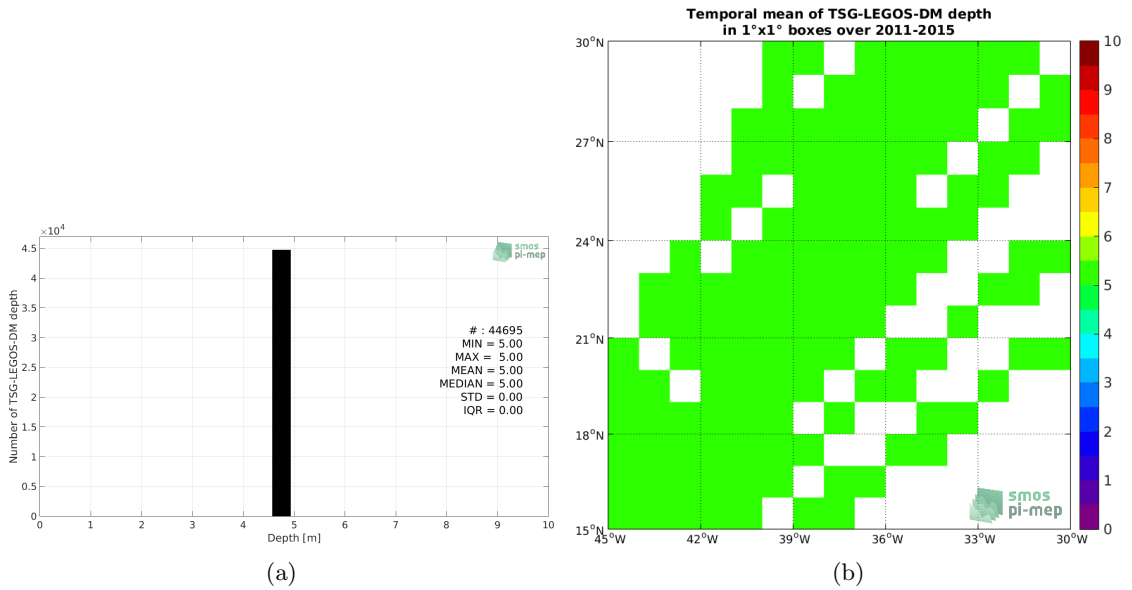 ×10⁴
4.5
4
3.5
3
2.5
2
1.5
1
0.5
0
Number of TSG-LEGOS-DM depth
smos
pi-mep
# : 44695
MIN = 5.00
MAX = 5.00
MEAN = 5.00
MEDIAN = 5.00
STD = 0.00
IQR = 0.00
0 1 2 3 4 5 6 7 8 9 10
Depth [m]
(a)
Temporal mean of TSG-LEGOS-DM depth
in 1°x1° boxes over 2011-2015
30°N
27°N
24°N
21°N
18°N
15°N
45°W 42°W 39°W 36°W 33°W 30°W
smos
pi-mep
10
9
8
7
6
5
4
3
2
1
0
(b)